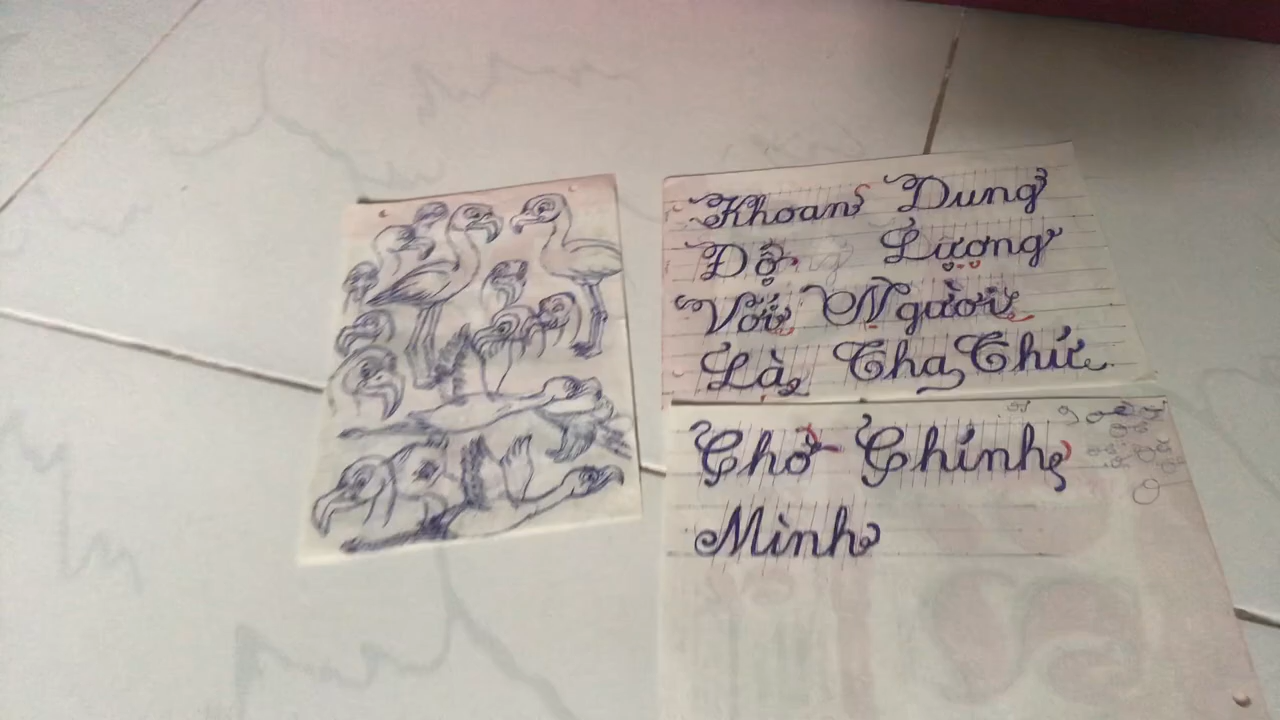 Khoan Dung
Độ Lượng
Với Người
Là Tha Thứ
Cho Chính
Mình